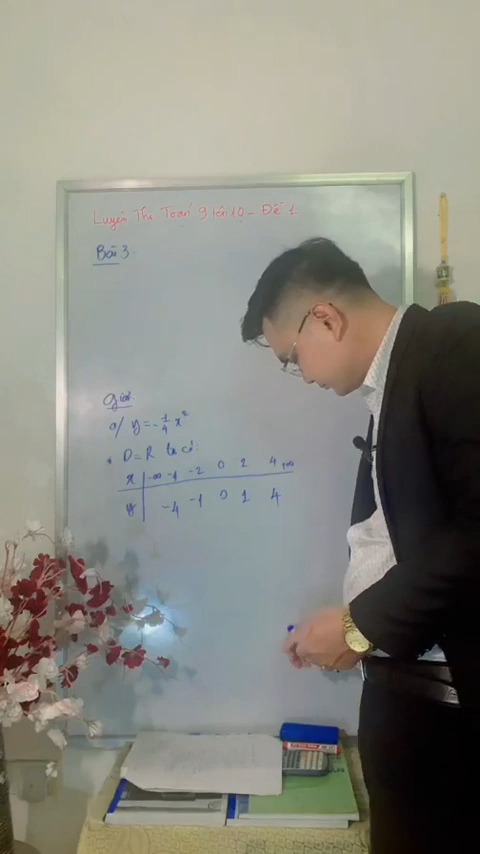 Luyện Thi Toán 9 lên 10 - Đề 1
Bài 3.
Giải
a/ y = -1/4 x²
* D = R ta có:
x | -∞ -4 -2 0 2 4 +∞
y | -4 -1 0 1 4